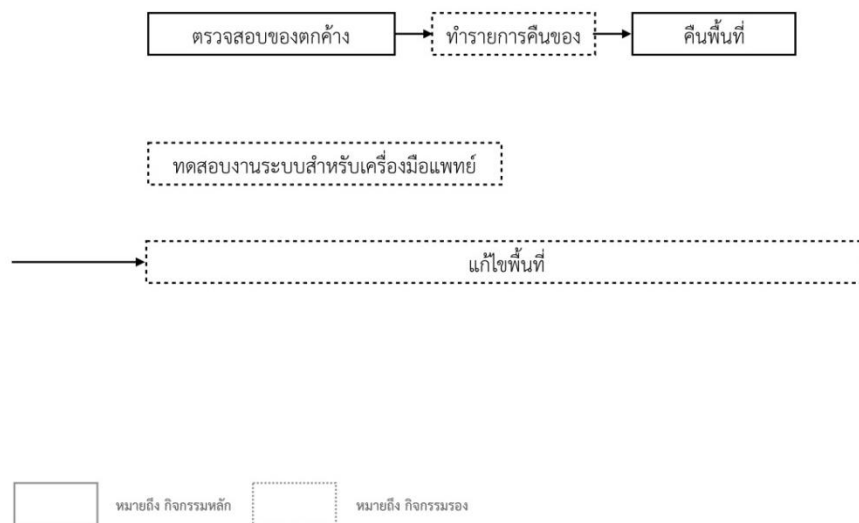 ตรวจสอบของตกค้าง ทำรายการคืนของ คืนพื้นที่
ทดสอบงานระบบสำหรับเครื่องมือแพทย์
แก้ไขพื้นที่
หมายถึง กิจกรรมหลัก หมายถึง กิจกรรมรอง